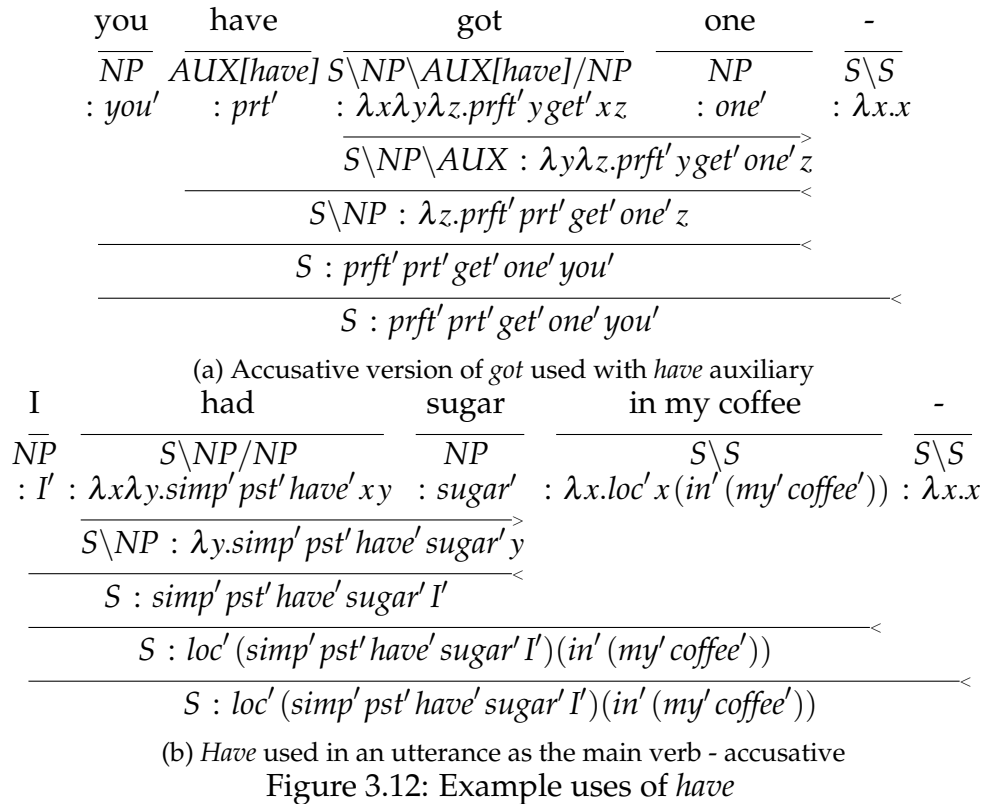 you have got one -
NP AUX[have] S\NP\AUX[have]/NP NP S\S
: you′ : prt′ : λxλyλz.prft′ y get′ x z : one′ : λx.x
>
S\NP\AUX : λyλz.prft′ y get′ one′ z
<
S\NP : λz.prft′ prt′ get′ one′ z
<
S : prft′ prt′ get′ one′ you′
<
S : prft′ prt′ get′ one′ you′
(a) Accusative version of got used with have auxiliary
I had sugar in my coffee -
NP S\NP/NP NP S\S S\S
: I′ : λxλy.simp′ pst′ have′ x y : sugar′ : λx.loc′ x(in′ (my′ coffee′)) : λx.x
>
S\NP : λy.simp′ pst′ have′ sugar′ y
<
S : simp′ pst′ have′ sugar′ I′
<
S : loc′ (simp′ pst′ have′ sugar′ I′)(in′ (my′ coffee′))
<
S : loc′ (simp′ pst′ have′ sugar′ I′)(in′ (my′ coffee′))
(b) Have used in an utterance as the main verb - accusative
Figure 3.12: Example uses of have